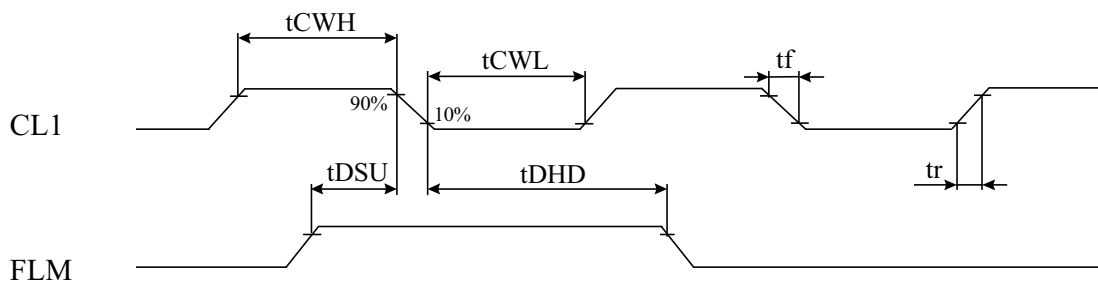 tCWH
tCWL
tf
90%
10%
CL1
tDSU
tDHD
tr
FLM